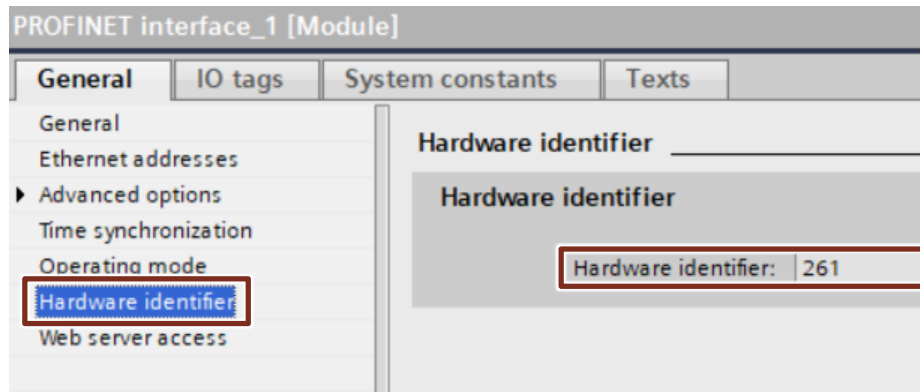 PROFINET interface_1 [Module]
General IO tags System constants Texts
General
Ethernet addresses
Advanced options
Time synchronization
Operating mode
Hardware identifier
Web server access
Hardware identifier
Hardware identifier
Hardware identifier: 261